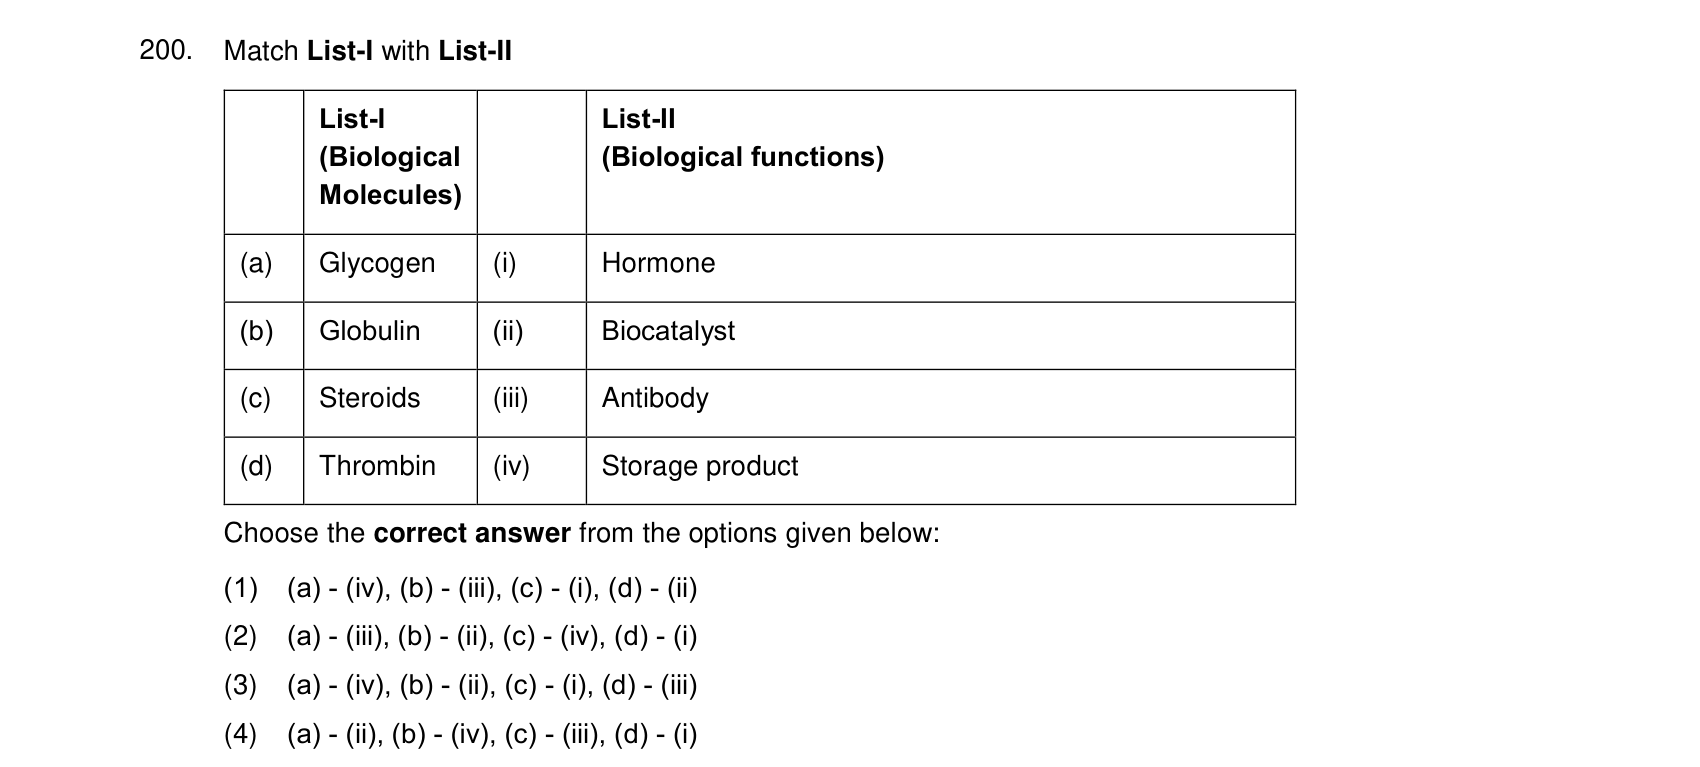 200. Match List-I with List-II
List-I (Biological Molecules) List-II (Biological functions)
(a) Glycogen (i) Hormone
(b) Globulin (ii) Biocatalyst
(c) Steroids (iii) Antibody
(d) Thrombin (iv) Storage product
Choose the correct answer from the options given below:
(1) (a) - (iv), (b) - (iii), (c) - (i), (d) - (ii)
(2) (a) - (iii), (b) - (ii), (c) - (iv), (d) - (i)
(3) (a) - (iv), (b) - (ii), (c) - (i), (d) - (iii)
(4) (a) - (ii), (b) - (iv), (c) - (iii), (d) - (i)